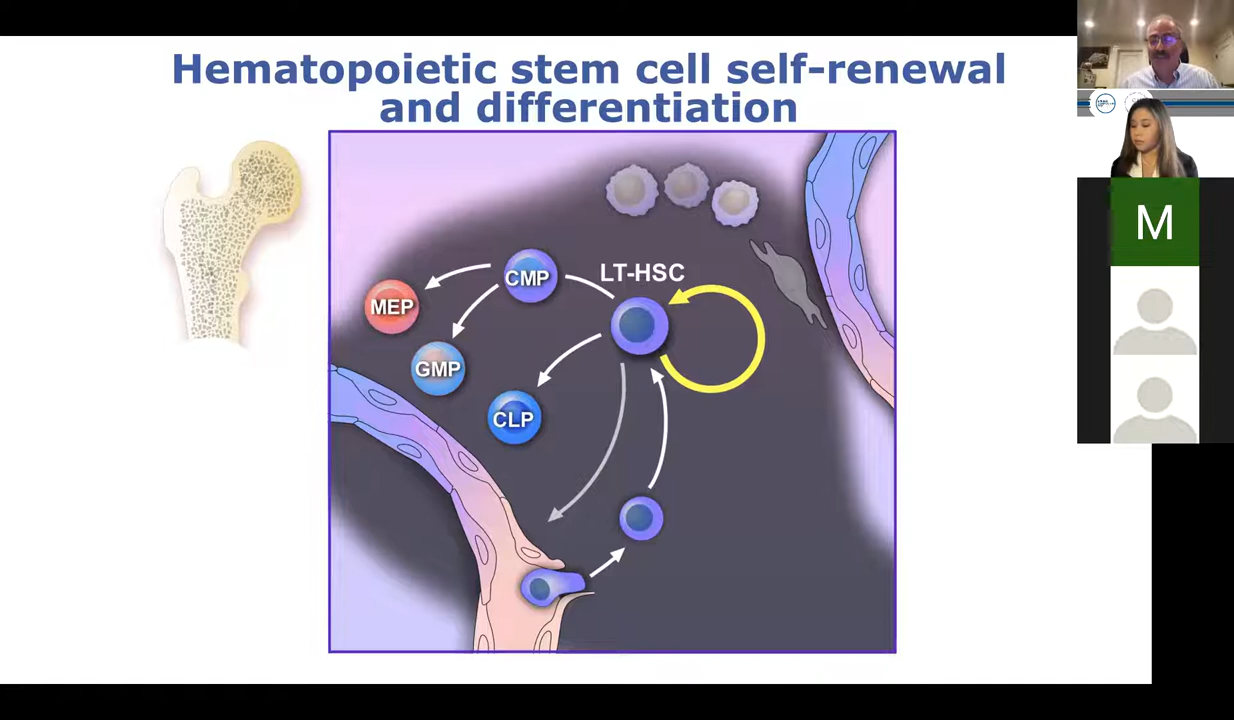 Hematopoietic stem cell self-renewal
and differentiation
LT-HSC
CMP
MEP
GMP
CLP
M